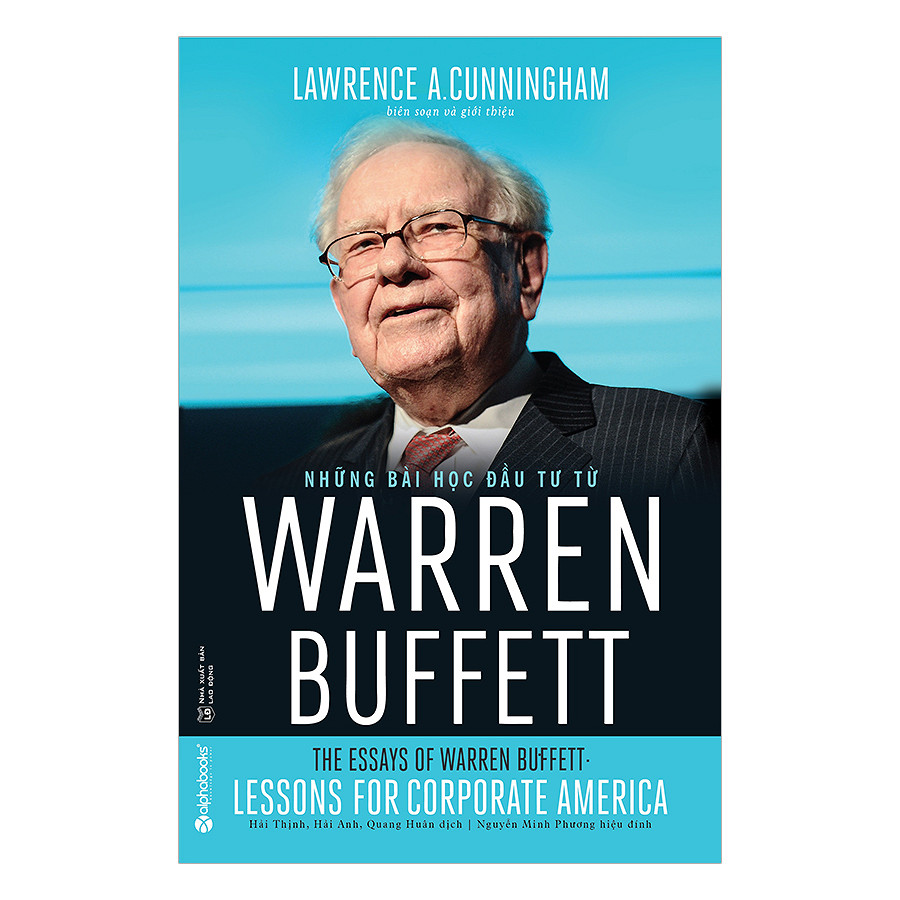 LAWRENCE A.CUNNINGHAM
biên soạn và giới thiệu
NHỮNG BÀI HỌC ĐẦU TƯ TỪ
WARREN
BUFFETT
NHÀ XUẤT BẢN
LAO ĐỘNG
LĐ
THE ESSAYS OF WARREN BUFFETT·
LESSONS FOR CORPORATE AMERICA
Hải Thịnh, Hải Anh, Quang Huân dịch | Nguyễn Minh Phương hiệu đính
alphabooks